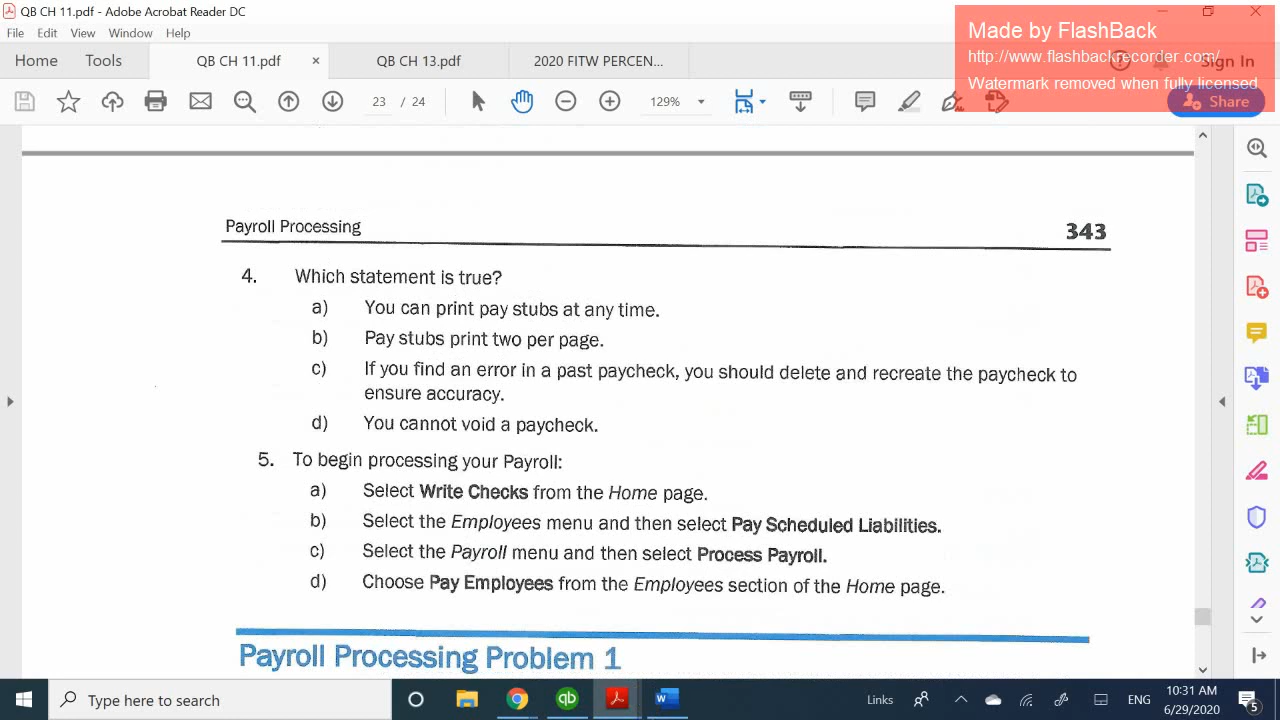 QB CH 11.pdf - Adobe Acrobat Reader DC
File Edit View Window Help
Made by FlashBack
http://www.flashbackrecorder.com/
Watermark removed when fully licensed
Home Tools QB CH 11.pdf × QB CH 13.pdf 2020 FITW PERCEN... Sign In
23 / 24 129% Share
Payroll Processing 343
4. Which statement is true?
a) You can print pay stubs at any time.
b) Pay stubs print two per page.
c) If you find an error in a past paycheck, you should delete and recreate the paycheck to
ensure accuracy.
d) You cannot void a paycheck.
5. To begin processing your Payroll:
a) Select Write Checks from the Home page.
b) Select the Employees menu and then select Pay Scheduled Liabilities.
c) Select the Payroll menu and then select Process Payroll.
d) Choose Pay Employees from the Employees section of the Home page.
Payroll Processing Problem 1
Type here to search
qb
W
Links
ENG
10:31 AM
6/29/2020
5